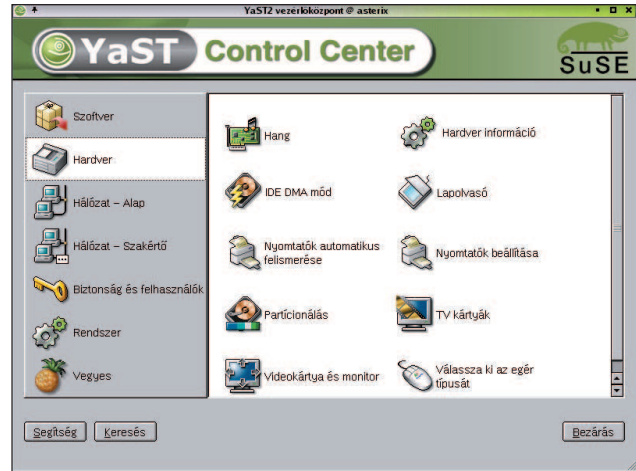 YaST2 vezérlőközpont @ asterix
YaST Control Center
SuSE
Szoftver
Hardver
Hálózat – Alap
Hálózat – Szakértő
Biztonság és felhasználók
Rendszer
Vegyes
Hang
Hardver információ
IDE DMA mód
Lapolvasó
Nyomtatók automatikus
felismerése
Nyomtatók beállítása
Partícionálás
TV kártyák
Videokártya és monitor
Válassza ki az egér
típusát
Segítség
Keresés
Bezárás